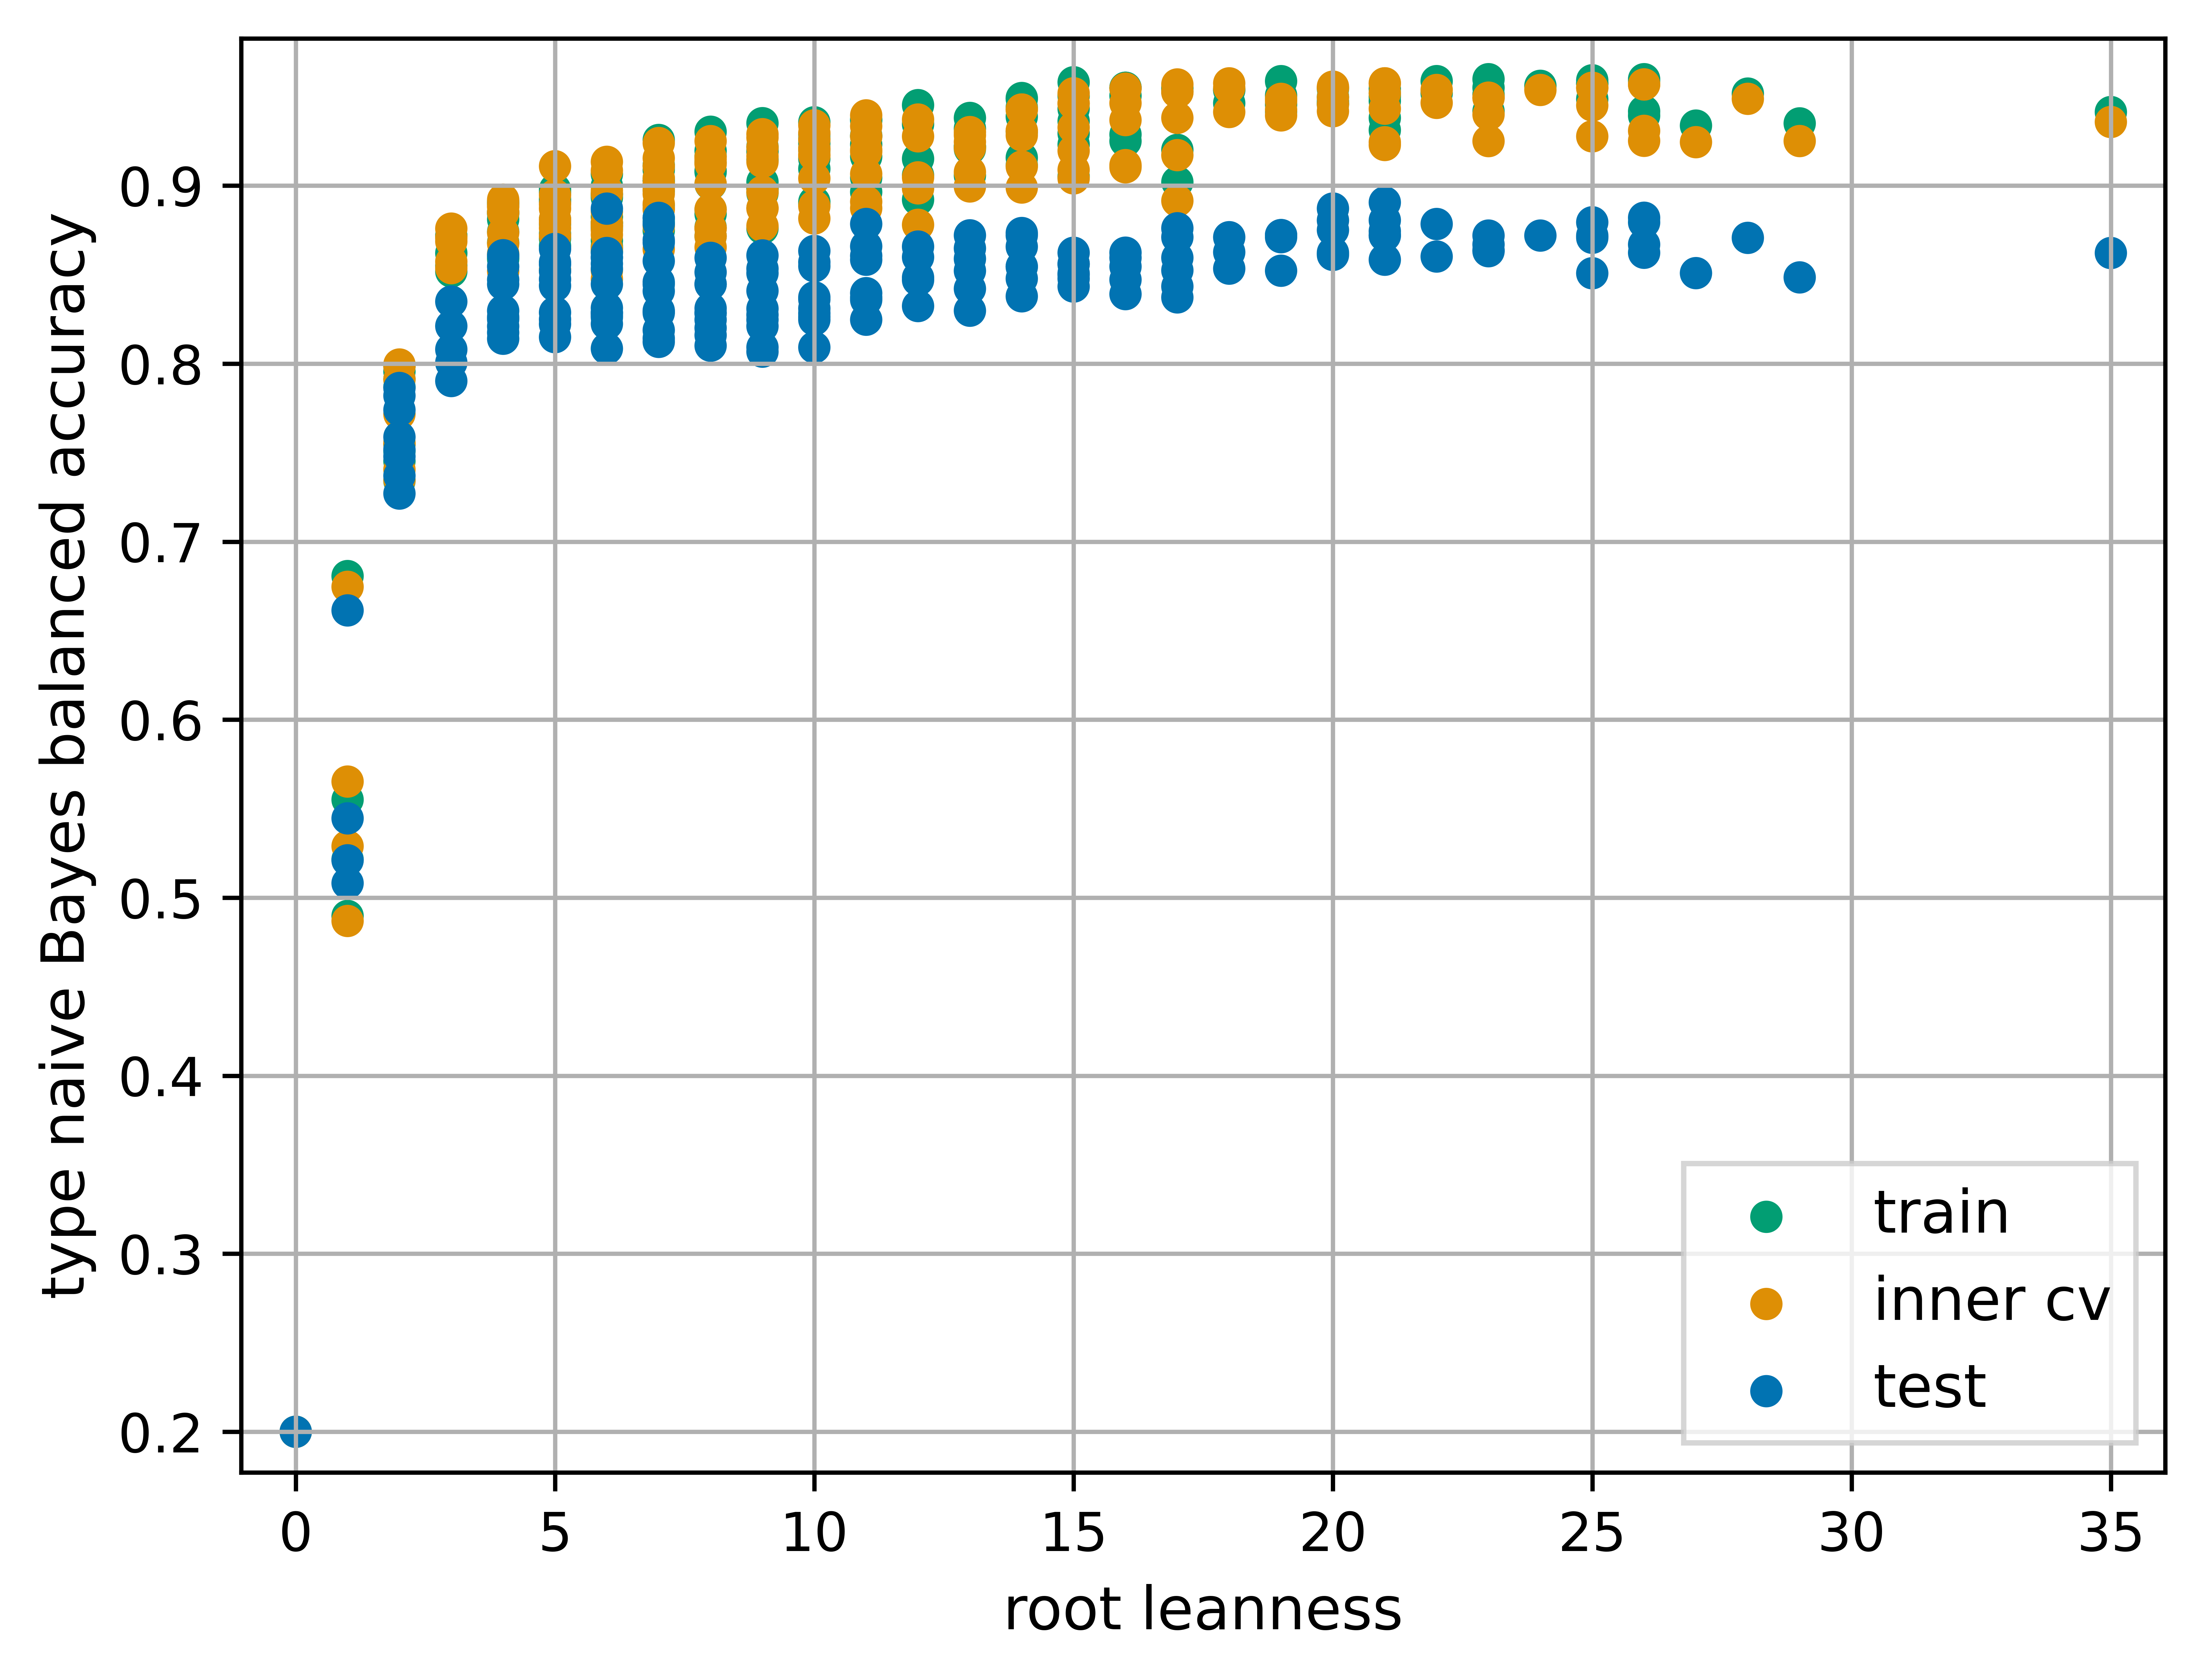 type naive Bayes balanced accuracy
0.9
0.8
0.7
0.6
0.5
0.4
0.3
0.2
train
inner cv
test
0 5 10 15 20 25 30 35
root leanness